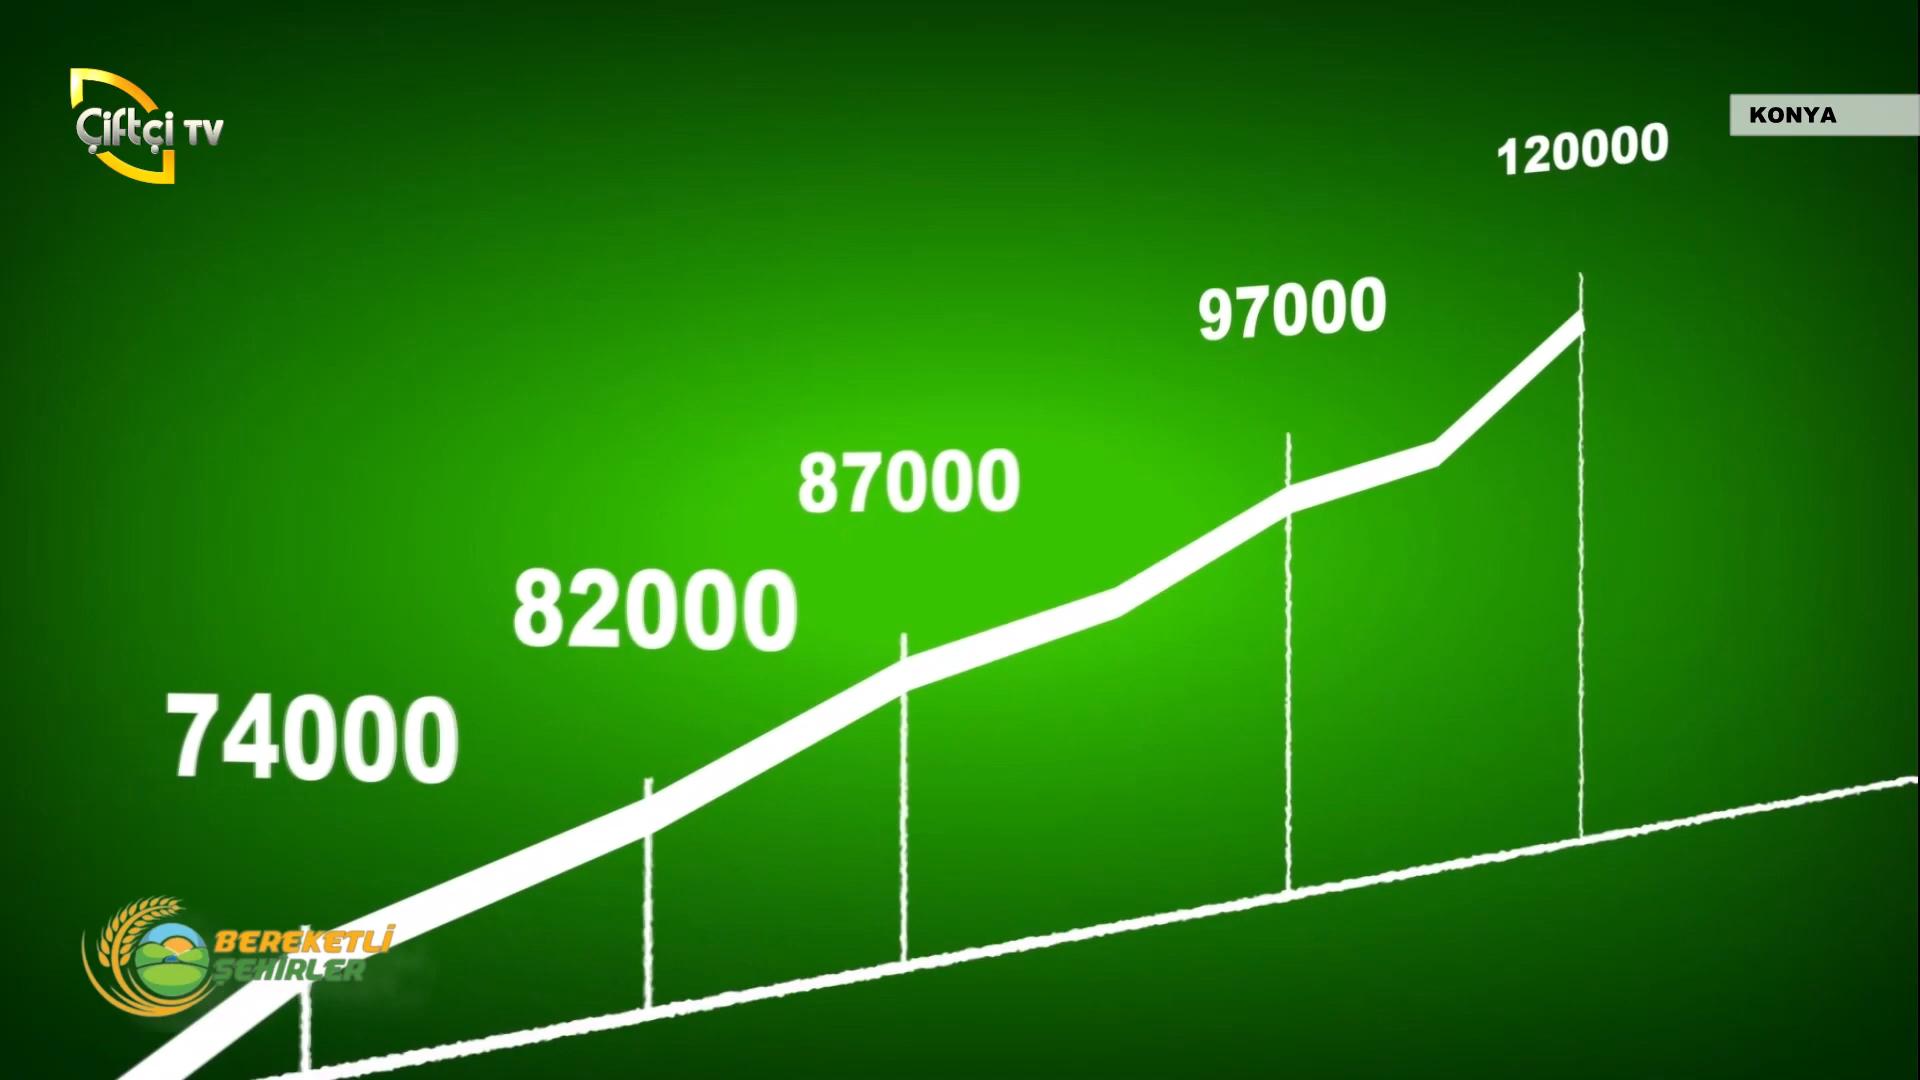 Çiftçi TV
KONYA
120000
97000
87000
82000
74000
BEREKETLİ
ŞEHİRLER